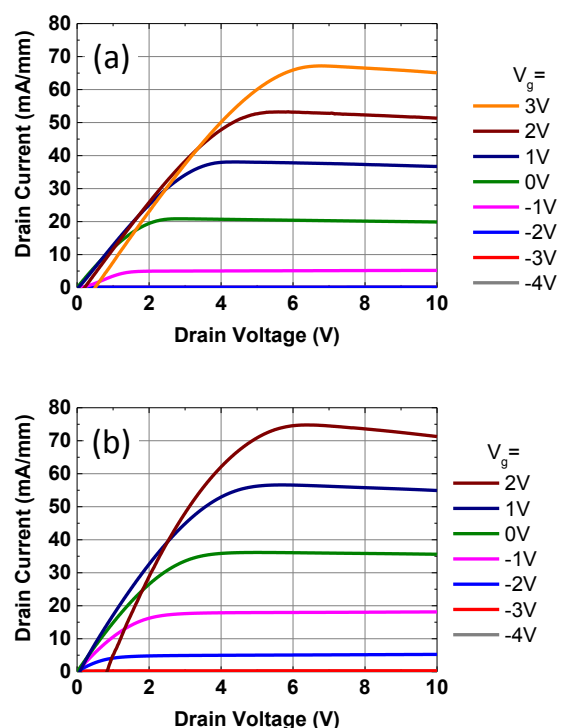 80
70
60
50
40
30
20
10
0
Drain Current (mA/mm)
(a)
0 2 4 6 8 10
Drain Voltage (V)
Vg=
3V
2V
1V
0V
-1V
-2V
-3V
-4V
80
70
60
50
40
30
20
10
0
Drain Current (mA/mm)
(b)
0 2 4 6 8 10
Drain Voltage (V)
Vg=
2V
1V
0V
-1V
-2V
-3V
-4V